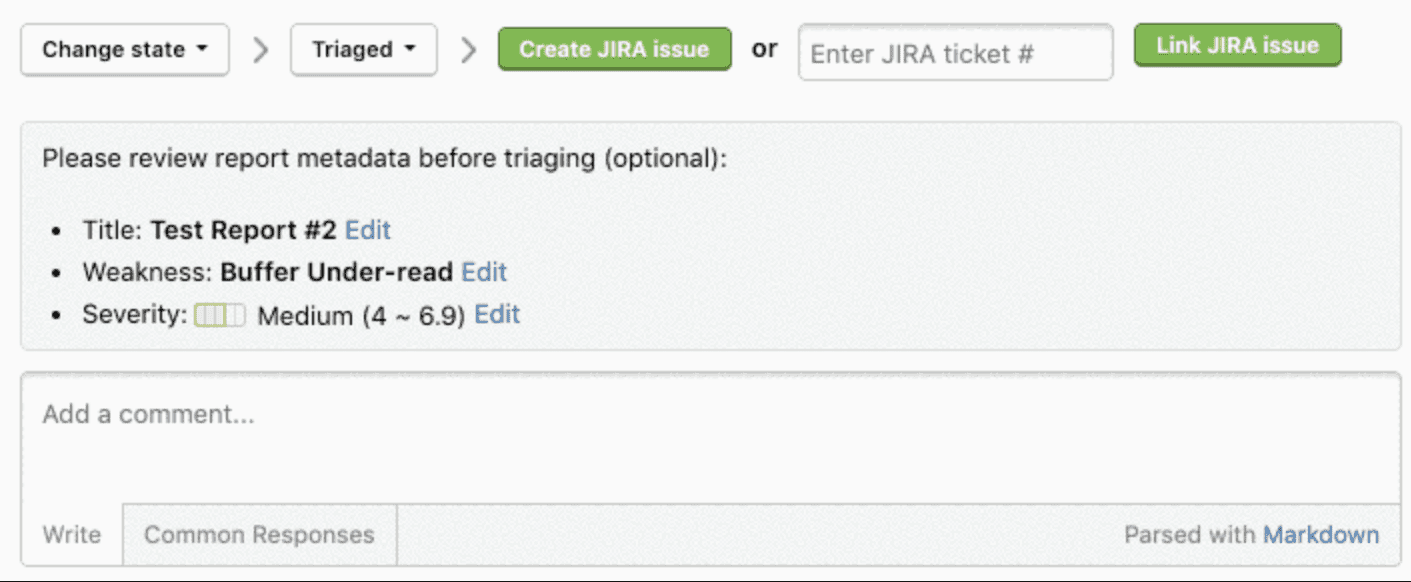 Change state Triaged Create JIRA issue or Enter JIRA ticket # Link JIRA issue
Please review report metadata before triaging (optional):
• Title: Test Report #2 Edit
• Weakness: Buffer Under-read Edit
• Severity: Medium (4 ~ 6.9) Edit
Add a comment...
Write Common Responses Parsed with Markdown